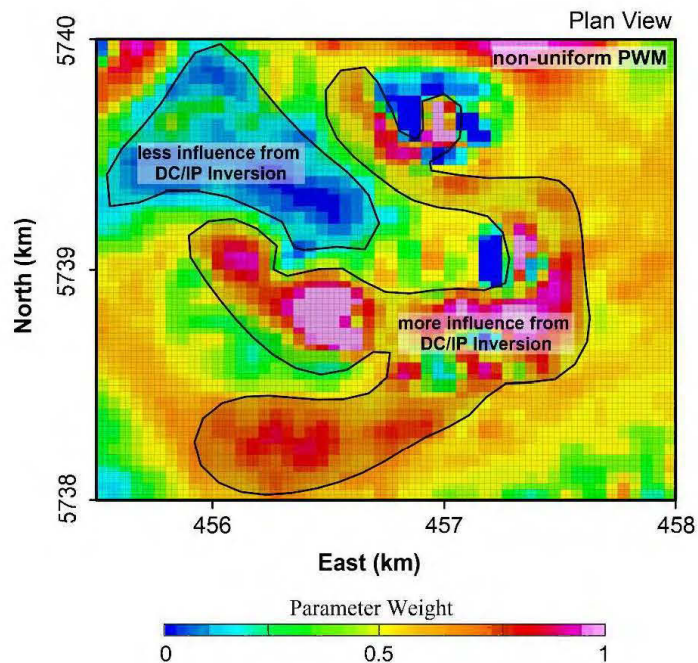 Plan View
5740
non-uniform PWM
less influence from
DC/IP Inversion
5739
North (km)
more influence from
DC/IP Inversion
5738
456
457
458
East (km)
Parameter Weight
0
0.5
1